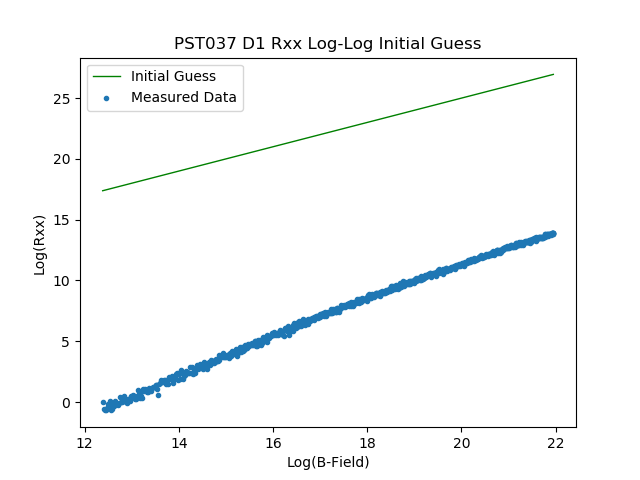 PST037 D1 Rxx Log-Log Initial Guess
Initial Guess
Measured Data
25
20
15
10
5
0
Log(Rxx)
12 14 16 18 20 22
Log(B-Field)